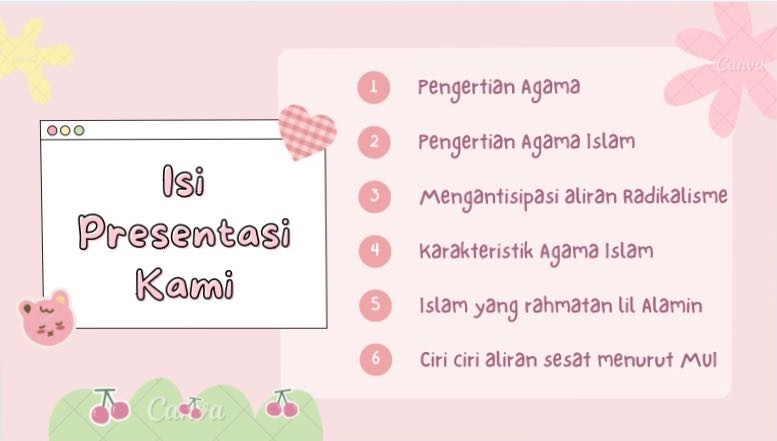 Isi
Presentasi
Kami
1 Pengertian Agama
2 Pengertian Agama Islam
3 Mengantisipasi aliran Radikalisme
4 Karakteristik Agama Islam
5 Islam yang rahmatan lil Alamin
6 Ciri ciri aliran sesat menurut MUI
Canva
Canva